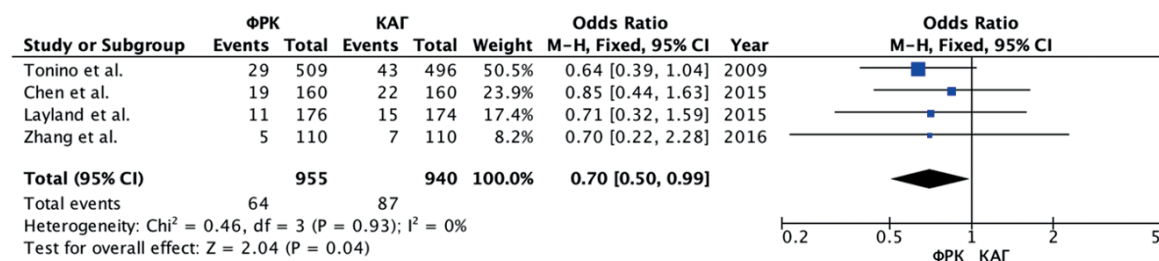 ФРК КАГ Odds Ratio Odds Ratio
Study or Subgroup Events Total Events Total Weight M-H, Fixed, 95% CI Year M-H, Fixed, 95% CI
Tonino et al. 29 509 43 496 50.5% 0.64 [0.39, 1.04] 2009
Chen et al. 19 160 22 160 23.9% 0.85 [0.44, 1.63] 2015
Layland et al. 11 176 15 174 17.4% 0.71 [0.32, 1.59] 2015
Zhang et al. 5 110 7 110 8.2% 0.70 [0.22, 2.28] 2016
Total (95% CI) 955 940 100.0% 0.70 [0.50, 0.99]
Total events 64 87
Heterogeneity: Chi² = 0.46, df = 3 (P = 0.93); I² = 0%
Test for overall effect: Z = 2.04 (P = 0.04)
0.2 0.5 1 2 5
ФРК КАГ